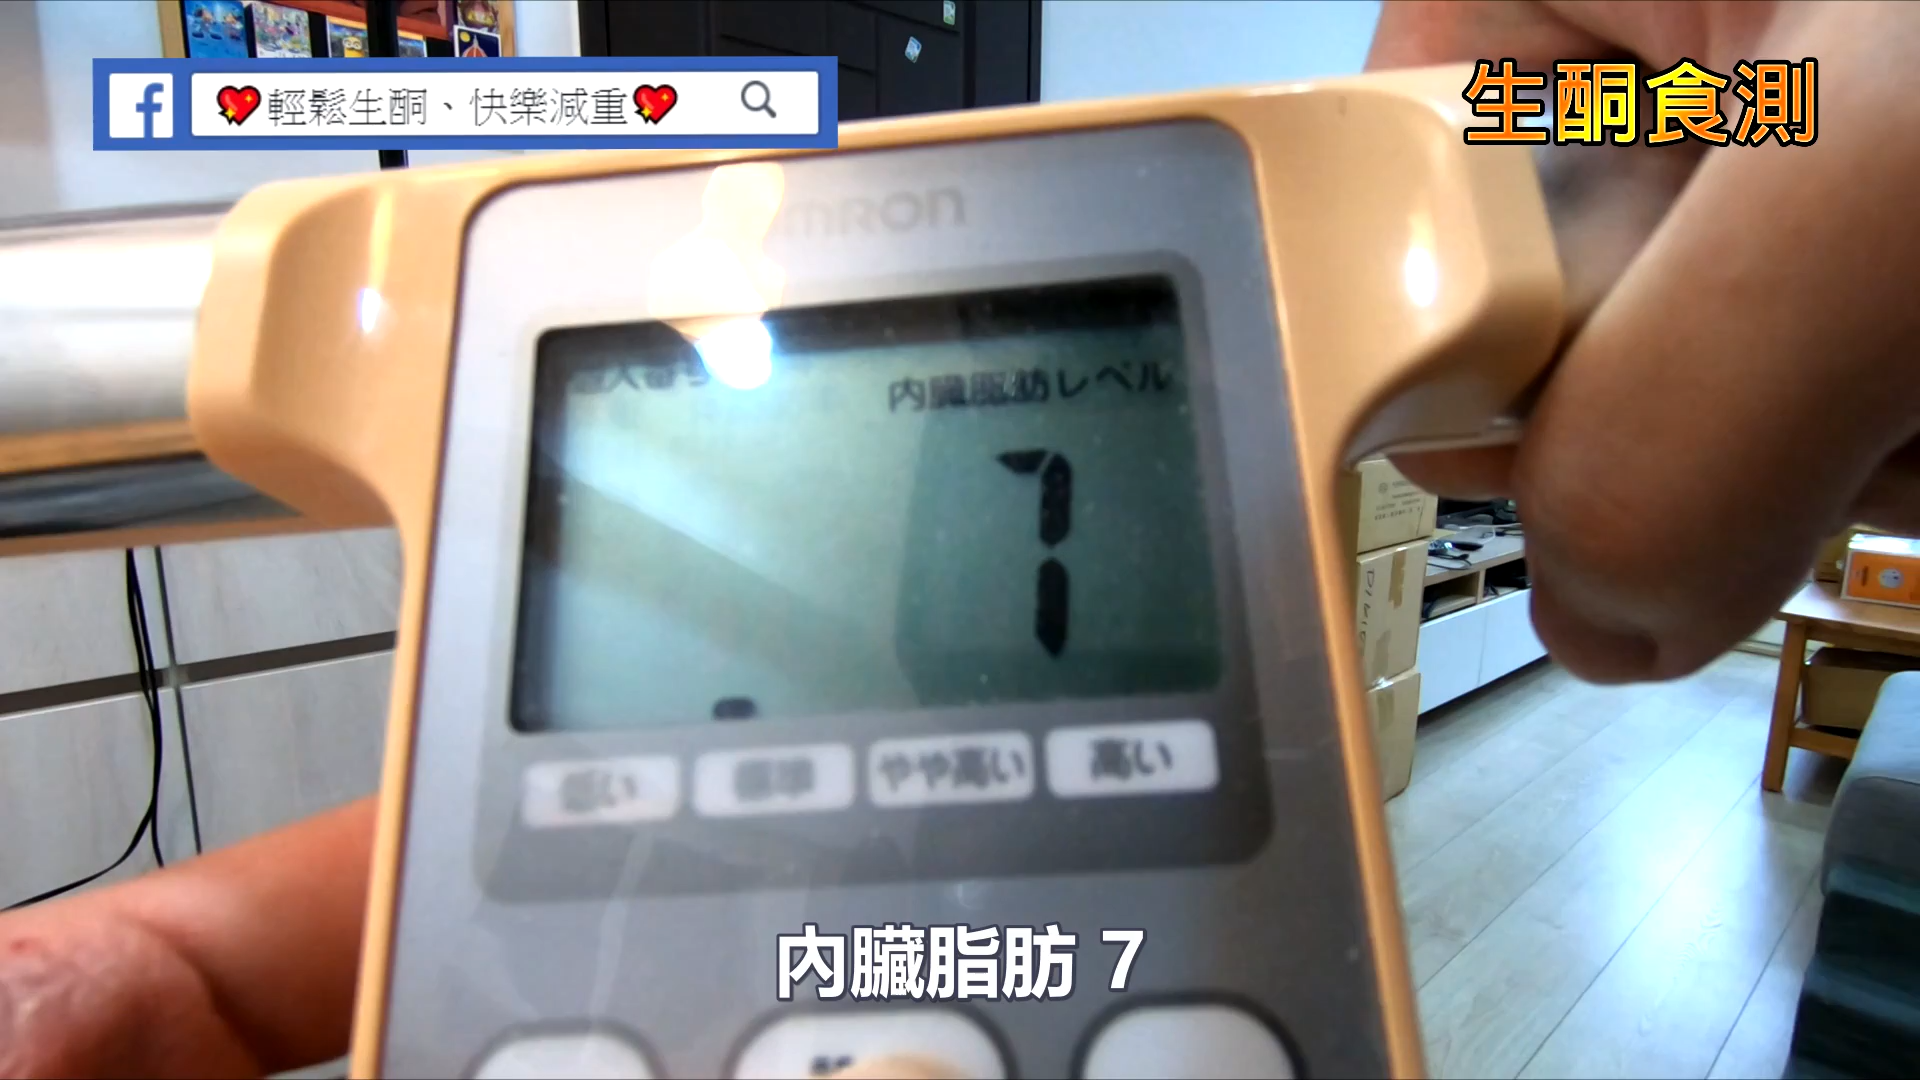 💖輕鬆生酮、快樂減重💖
生酮食測
OMRON
内臓脂肪レベル
7
低い
標準
やや高い
高い
內臟脂肪 7